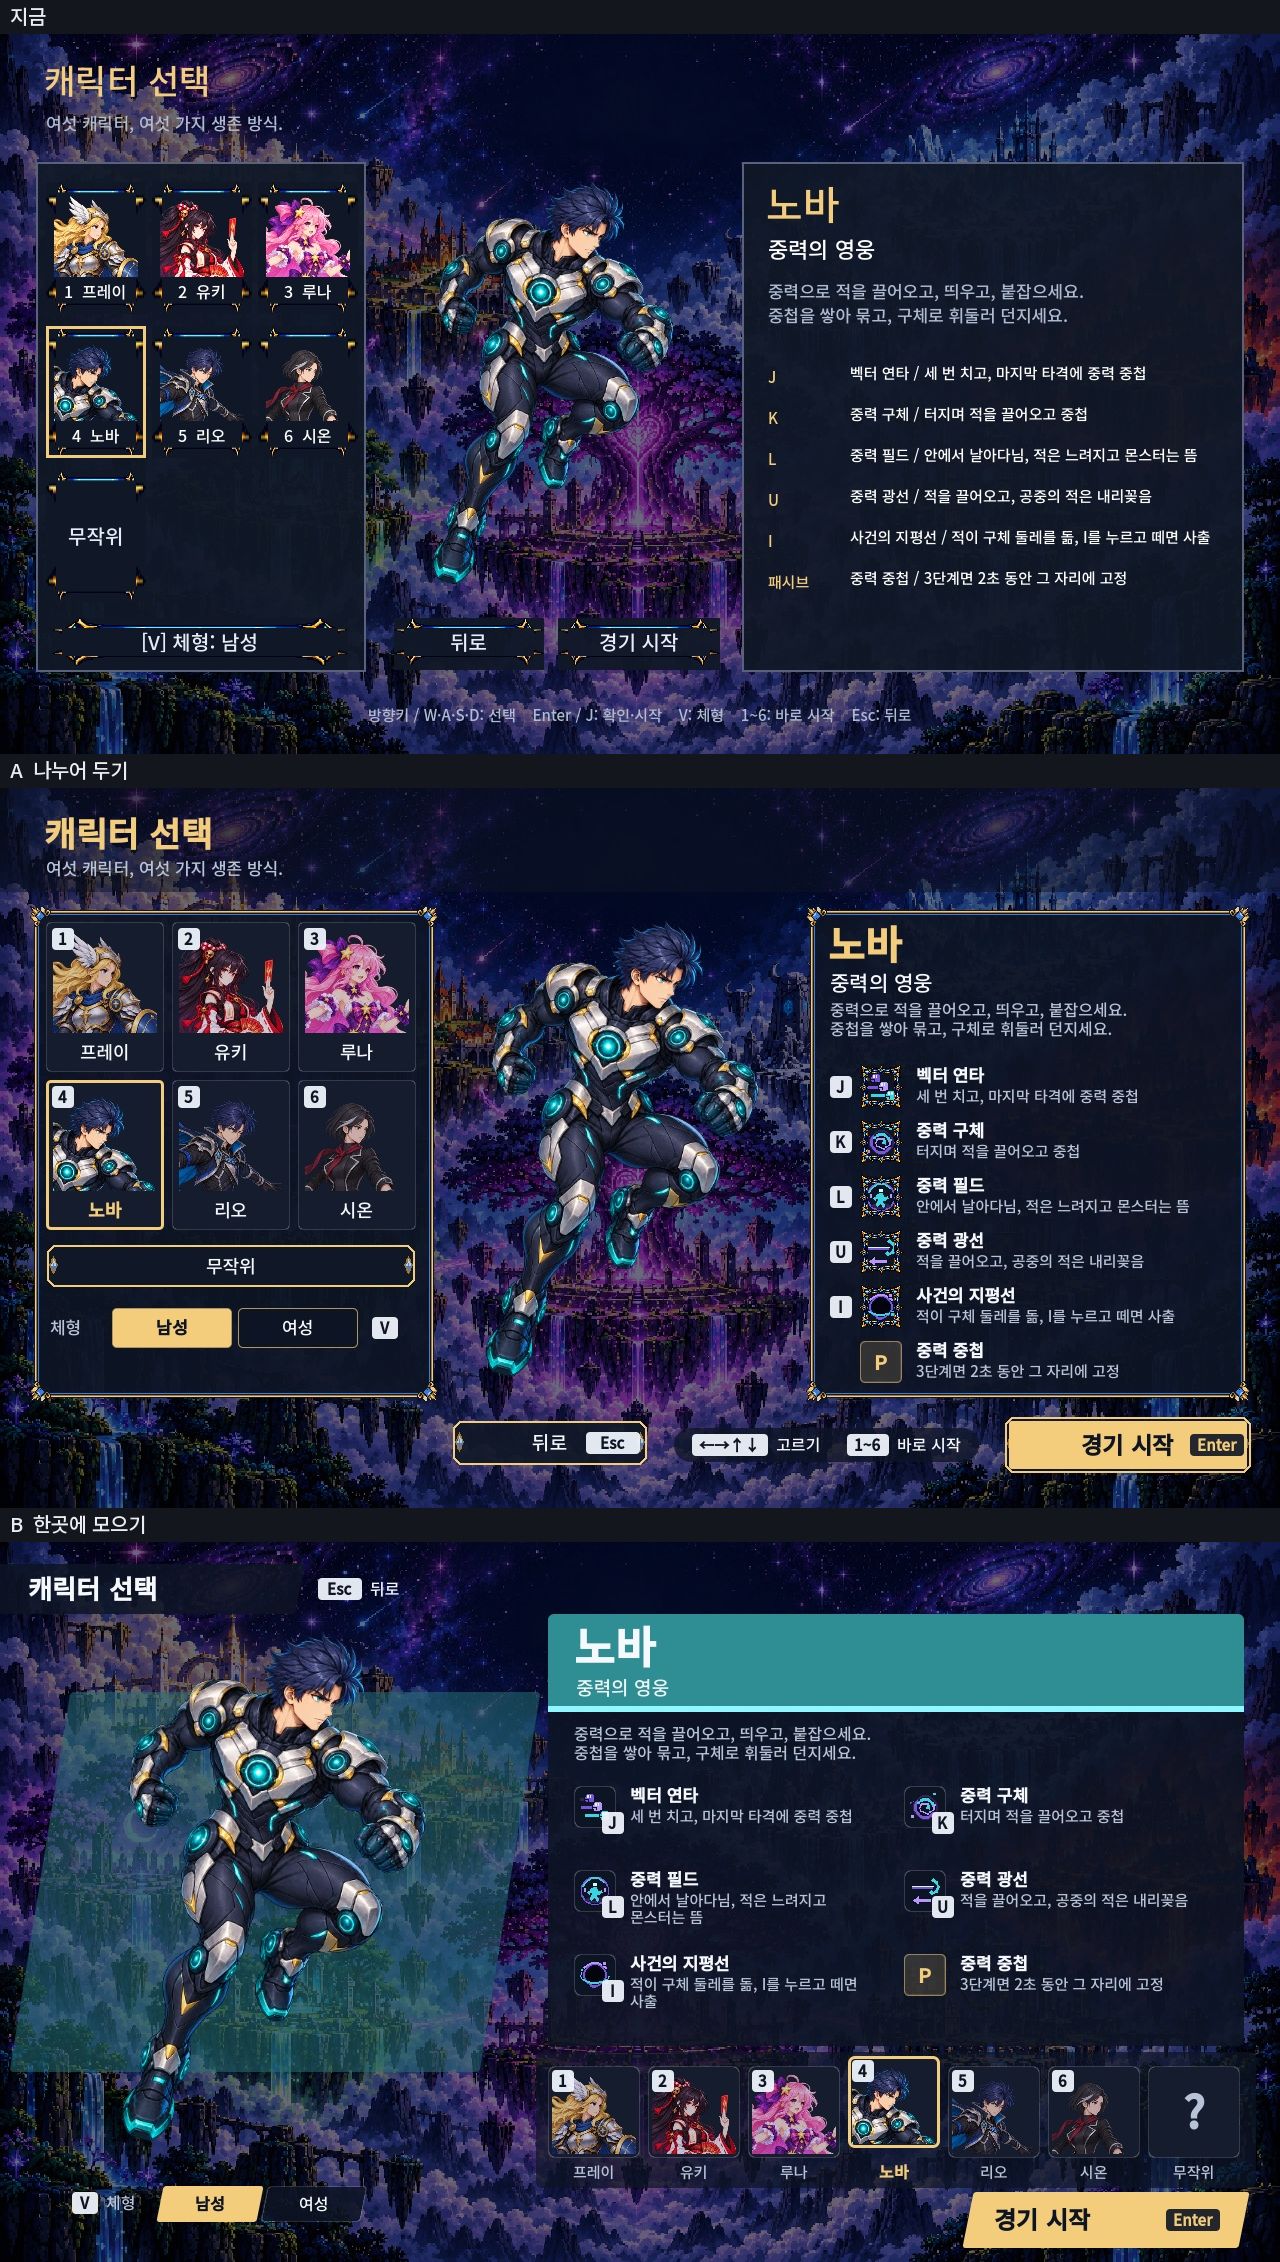 지금
캐릭터 선택
여섯 캐릭터, 여섯 가지 생존 방식.
1 프레이
2 유키
3 루나
4 노바
5 리오
6 시온
무작위
[V] 체형: 남성
뒤로
경기 시작
노바
중력의 영웅
중력으로 적을 끌어오고, 띄우고, 붙잡으세요.
중첩을 쌓아 묶고, 구체로 휘둘러 던지세요.
J 벡터 연타 / 세 번 치고, 마지막 타격에 중력 중첩
K 중력 구체 / 터지며 적을 끌어오고 중첩
L 중력 필드 / 안에서 날아다님, 적은 느려지고 몬스터는 뜸
U 중력 광선 / 적을 끌어오고, 공중의 적은 내리꽂음
I 사건의 지평선 / 적이 구체 둘레를 돎, I를 누르고 떼면 사출
패시브 중력 중첩 / 3단계면 2초 동안 그 자리에 고정
방향키 / W·A·S·D: 선택 Enter / J: 확인·시작 V: 체형 1~6: 바로 시작 Esc: 뒤로
A 나누어 두기
캐릭터 선택
여섯 캐릭터, 여섯 가지 생존 방식.
1
프레이
2
유키
3
루나
4
노바
5
리오
6
시온
무작위
체형 남성 여성 V
노바
중력의 영웅
중력으로 적을 끌어오고, 띄우고, 붙잡으세요.
중첩을 쌓아 묶고, 구체로 휘둘러 던지세요.
J 벡터 연타
세 번 치고, 마지막 타격에 중력 중첩
K 중력 구체
터지며 적을 끌어오고 중첩
L 중력 필드
안에서 날아다님, 적은 느려지고 몬스터는 뜸
U 중력 광선
적을 끌어오고, 공중의 적은 내리꽂음
I 사건의 지평선
적이 구체 둘레를 돎, I를 누르고 떼면 사출
P 중력 중첩
3단계면 2초 동안 그 자리에 고정
뒤로 Esc
←→↑↓ 고르기 1~6 바로 시작
경기 시작 Enter
B 한곳에 모으기
캐릭터 선택
Esc 뒤로
노바
중력의 영웅
중력으로 적을 끌어오고, 띄우고, 붙잡으세요.
중첩을 쌓아 묶고, 구체로 휘둘러 던지세요.
J 벡터 연타
세 번 치고, 마지막 타격에 중력 중첩
K 중력 구체
터지며 적을 끌어오고 중첩
L 중력 필드
안에서 날아다님, 적은 느려지고
몬스터는 뜸
U 중력 광선
적을 끌어오고, 공중의 적은 내리꽂음
I 사건의 지평선
적이 구체 둘레를 돎, I를 누르고 떼면
사출
P 중력 중첩
3단계면 2초 동안 그 자리에 고정
1
프레이
2
유키
3
루나
4
노바
5
리오
6
시온
?
무작위
V 체형 남성 여성
경기 시작 Enter